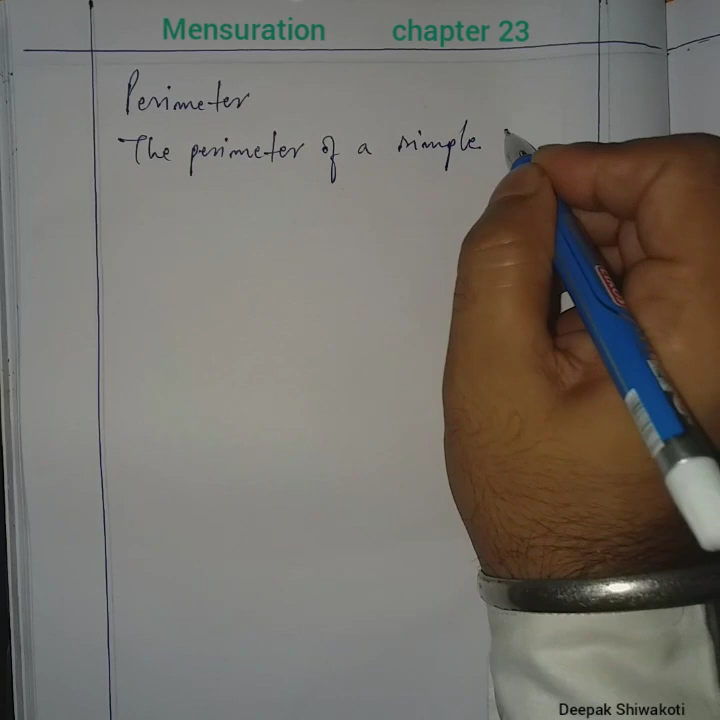 Mensuration chapter 23
Perimeter
The perimeter of a simple
Deepak Shiwakoti